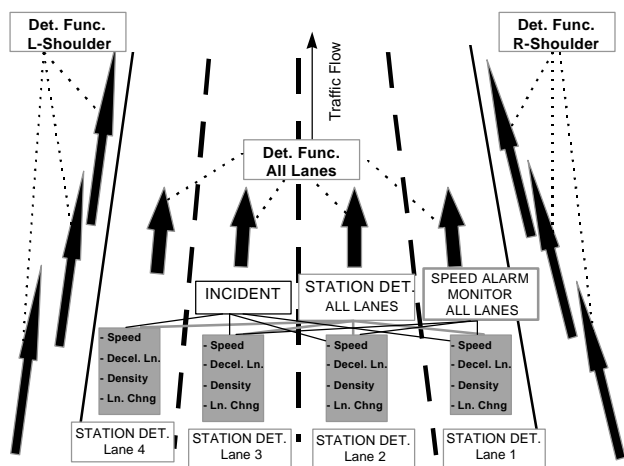 Det. Func.
L-Shoulder
Det. Func.
R-Shoulder
Traffic Flow
Det. Func.
All Lanes
INCIDENT
STATION DET.
ALL LANES
SPEED ALARM
MONITOR
ALL LANES
- Speed
- Decel. Ln.
- Density
- Ln. Chng
- Speed
- Decel. Ln.
- Density
- Ln. Chng
- Speed
- Decel. Ln.
- Density
- Ln. Chng
- Speed
- Decel. Ln.
- Density
- Ln. Chng
STATION DET.
Lane 4
STATION DET.
Lane 3
STATION DET.
Lane 2
STATION DET.
Lane 1